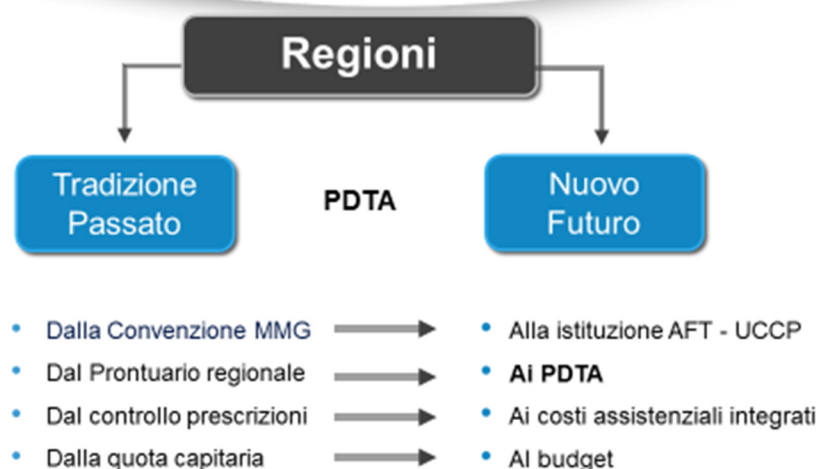 Regioni
Tradizione
Passato
PDTA
Nuovo
Futuro
Dalla Convenzione MMG
Alla istituzione AFT - UCCP
Dal Prontuario regionale
Ai PDTA
Dal controllo prescrizioni
Ai costi assistenziali integrati
Dalla quota capitaria
Al budget